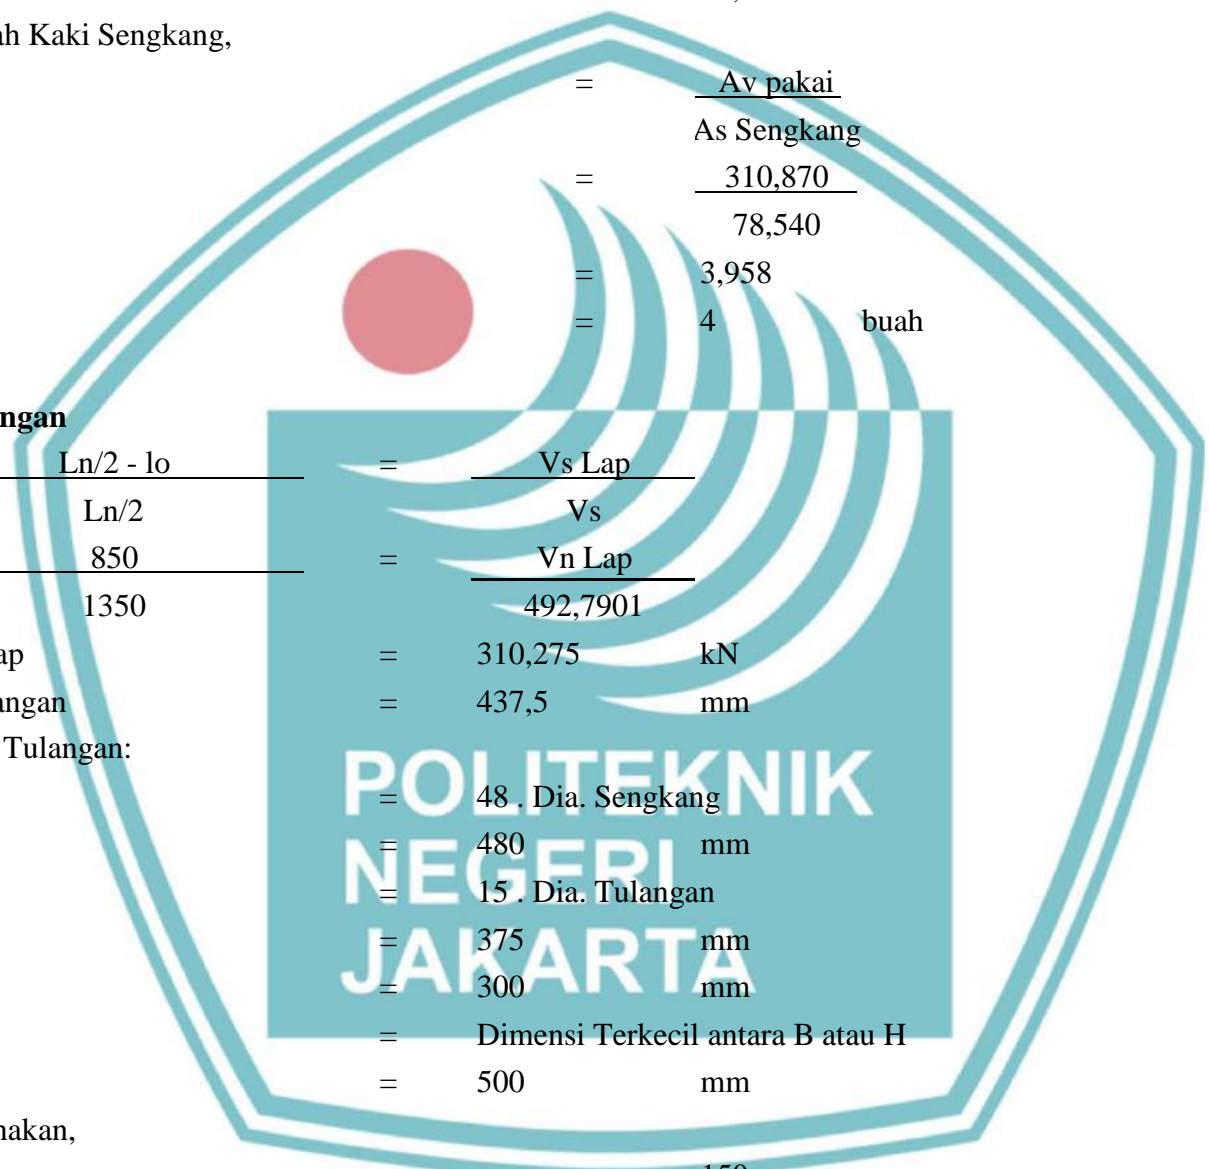 ah Kaki Sengkang,
= Av pakai
As Sengkang
= 310,870
78,540
= 3,958
= 4 buah
ngan
Ln/2 - lo = Vs Lap
Ln/2 Vs
850 = Vn Lap
1350 492,7901
ap = 310,275 kN
angan = 437,5 mm
Tulangan:
= 48 . Dia. Sengkang
= 480 mm
= 15 . Dia. Tulangan
= 375 mm
= 300 mm
= Dimensi Terkecil antara B atau H
= 500 mm
nakan,
POLITEKNIK
NEGERI
JAKARTA